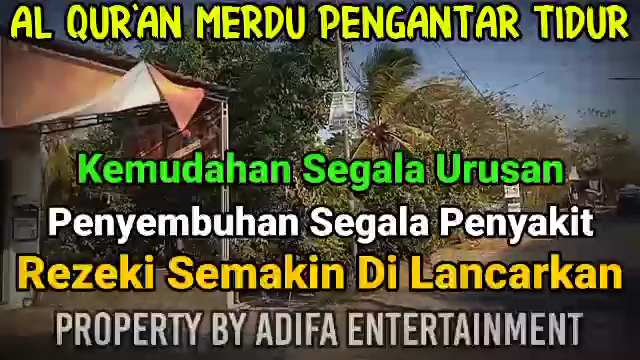 AL QUR'AN MERDU PENGANTAR TIDUR
Kemudahan Segala Urusan
Penyembuhan Segala Penyakit
Rezeki Semakin Di Lancarkan
PROPERTY BY ADIFA ENTERTAINMENT